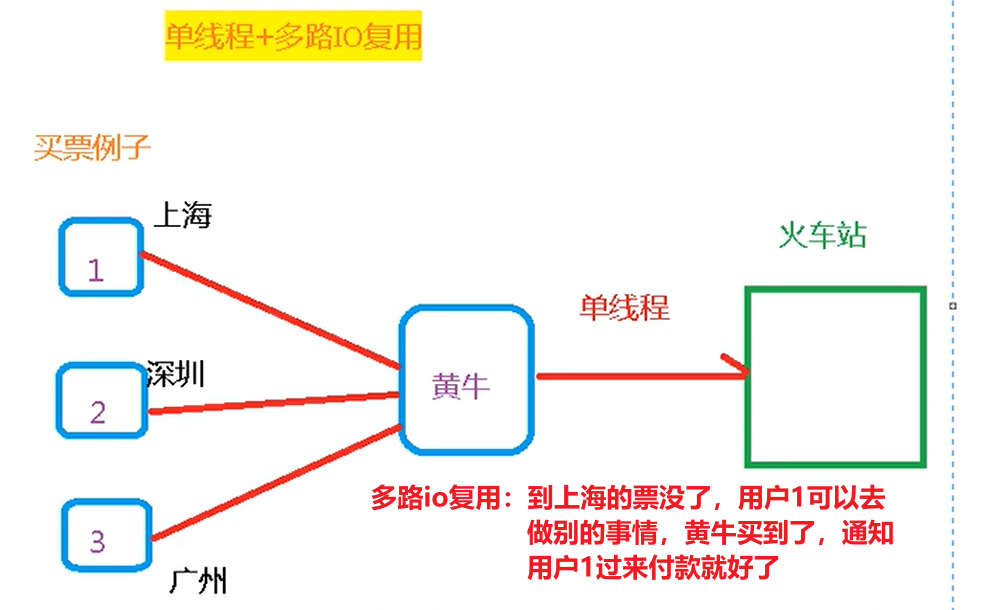 单线程+多路IO复用
买票例子
上海
1
火车站
单线程
深圳
2
黄牛
3
广州
多路io复用：到上海的票没了，用户1可以去
做别的事情，黄牛买到了，通知
用户1过来付款就好了